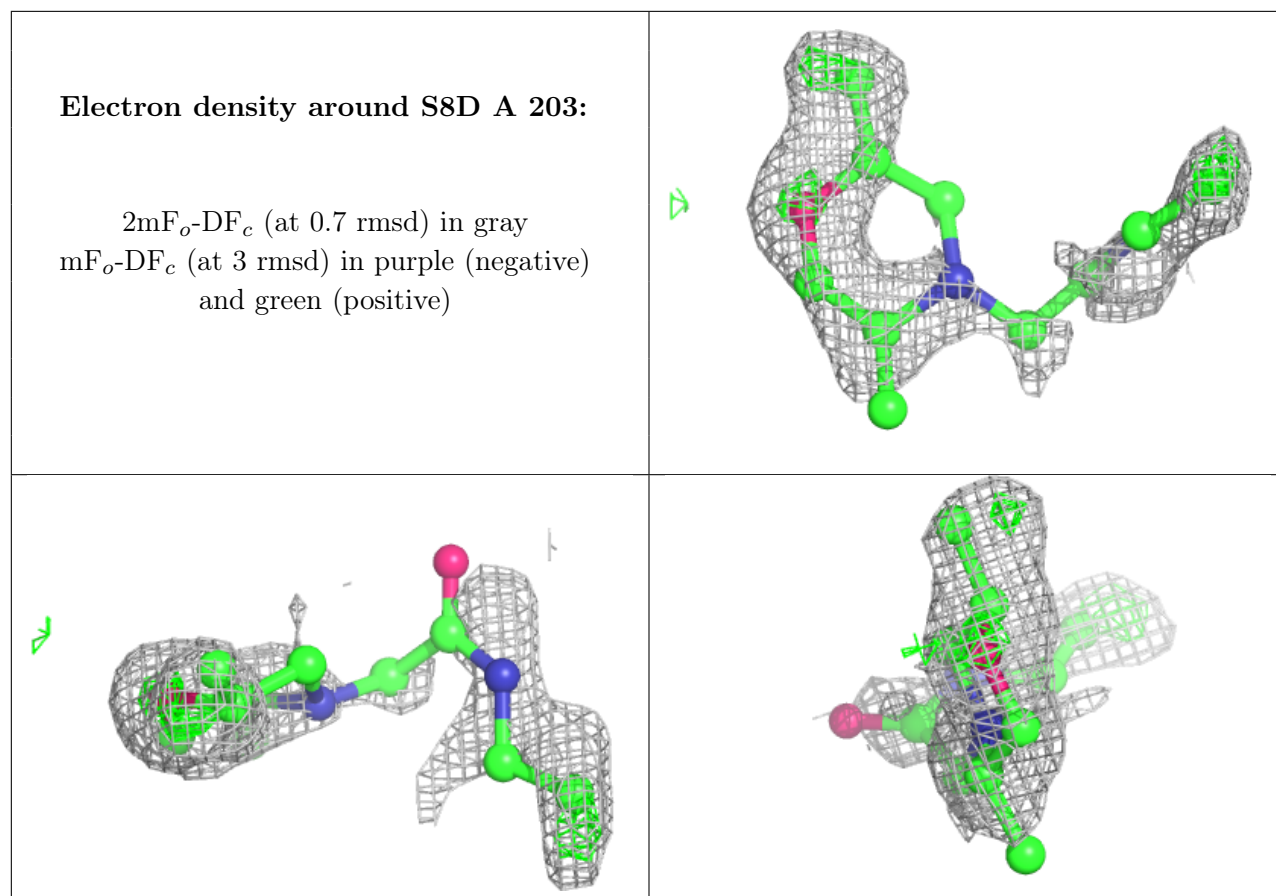 Electron density around S8D A 203:
2mFₒ-DF𝒸 (at 0.7 rmsd) in gray
mFₒ-DF𝒸 (at 3 rmsd) in purple (negative)
and green (positive)